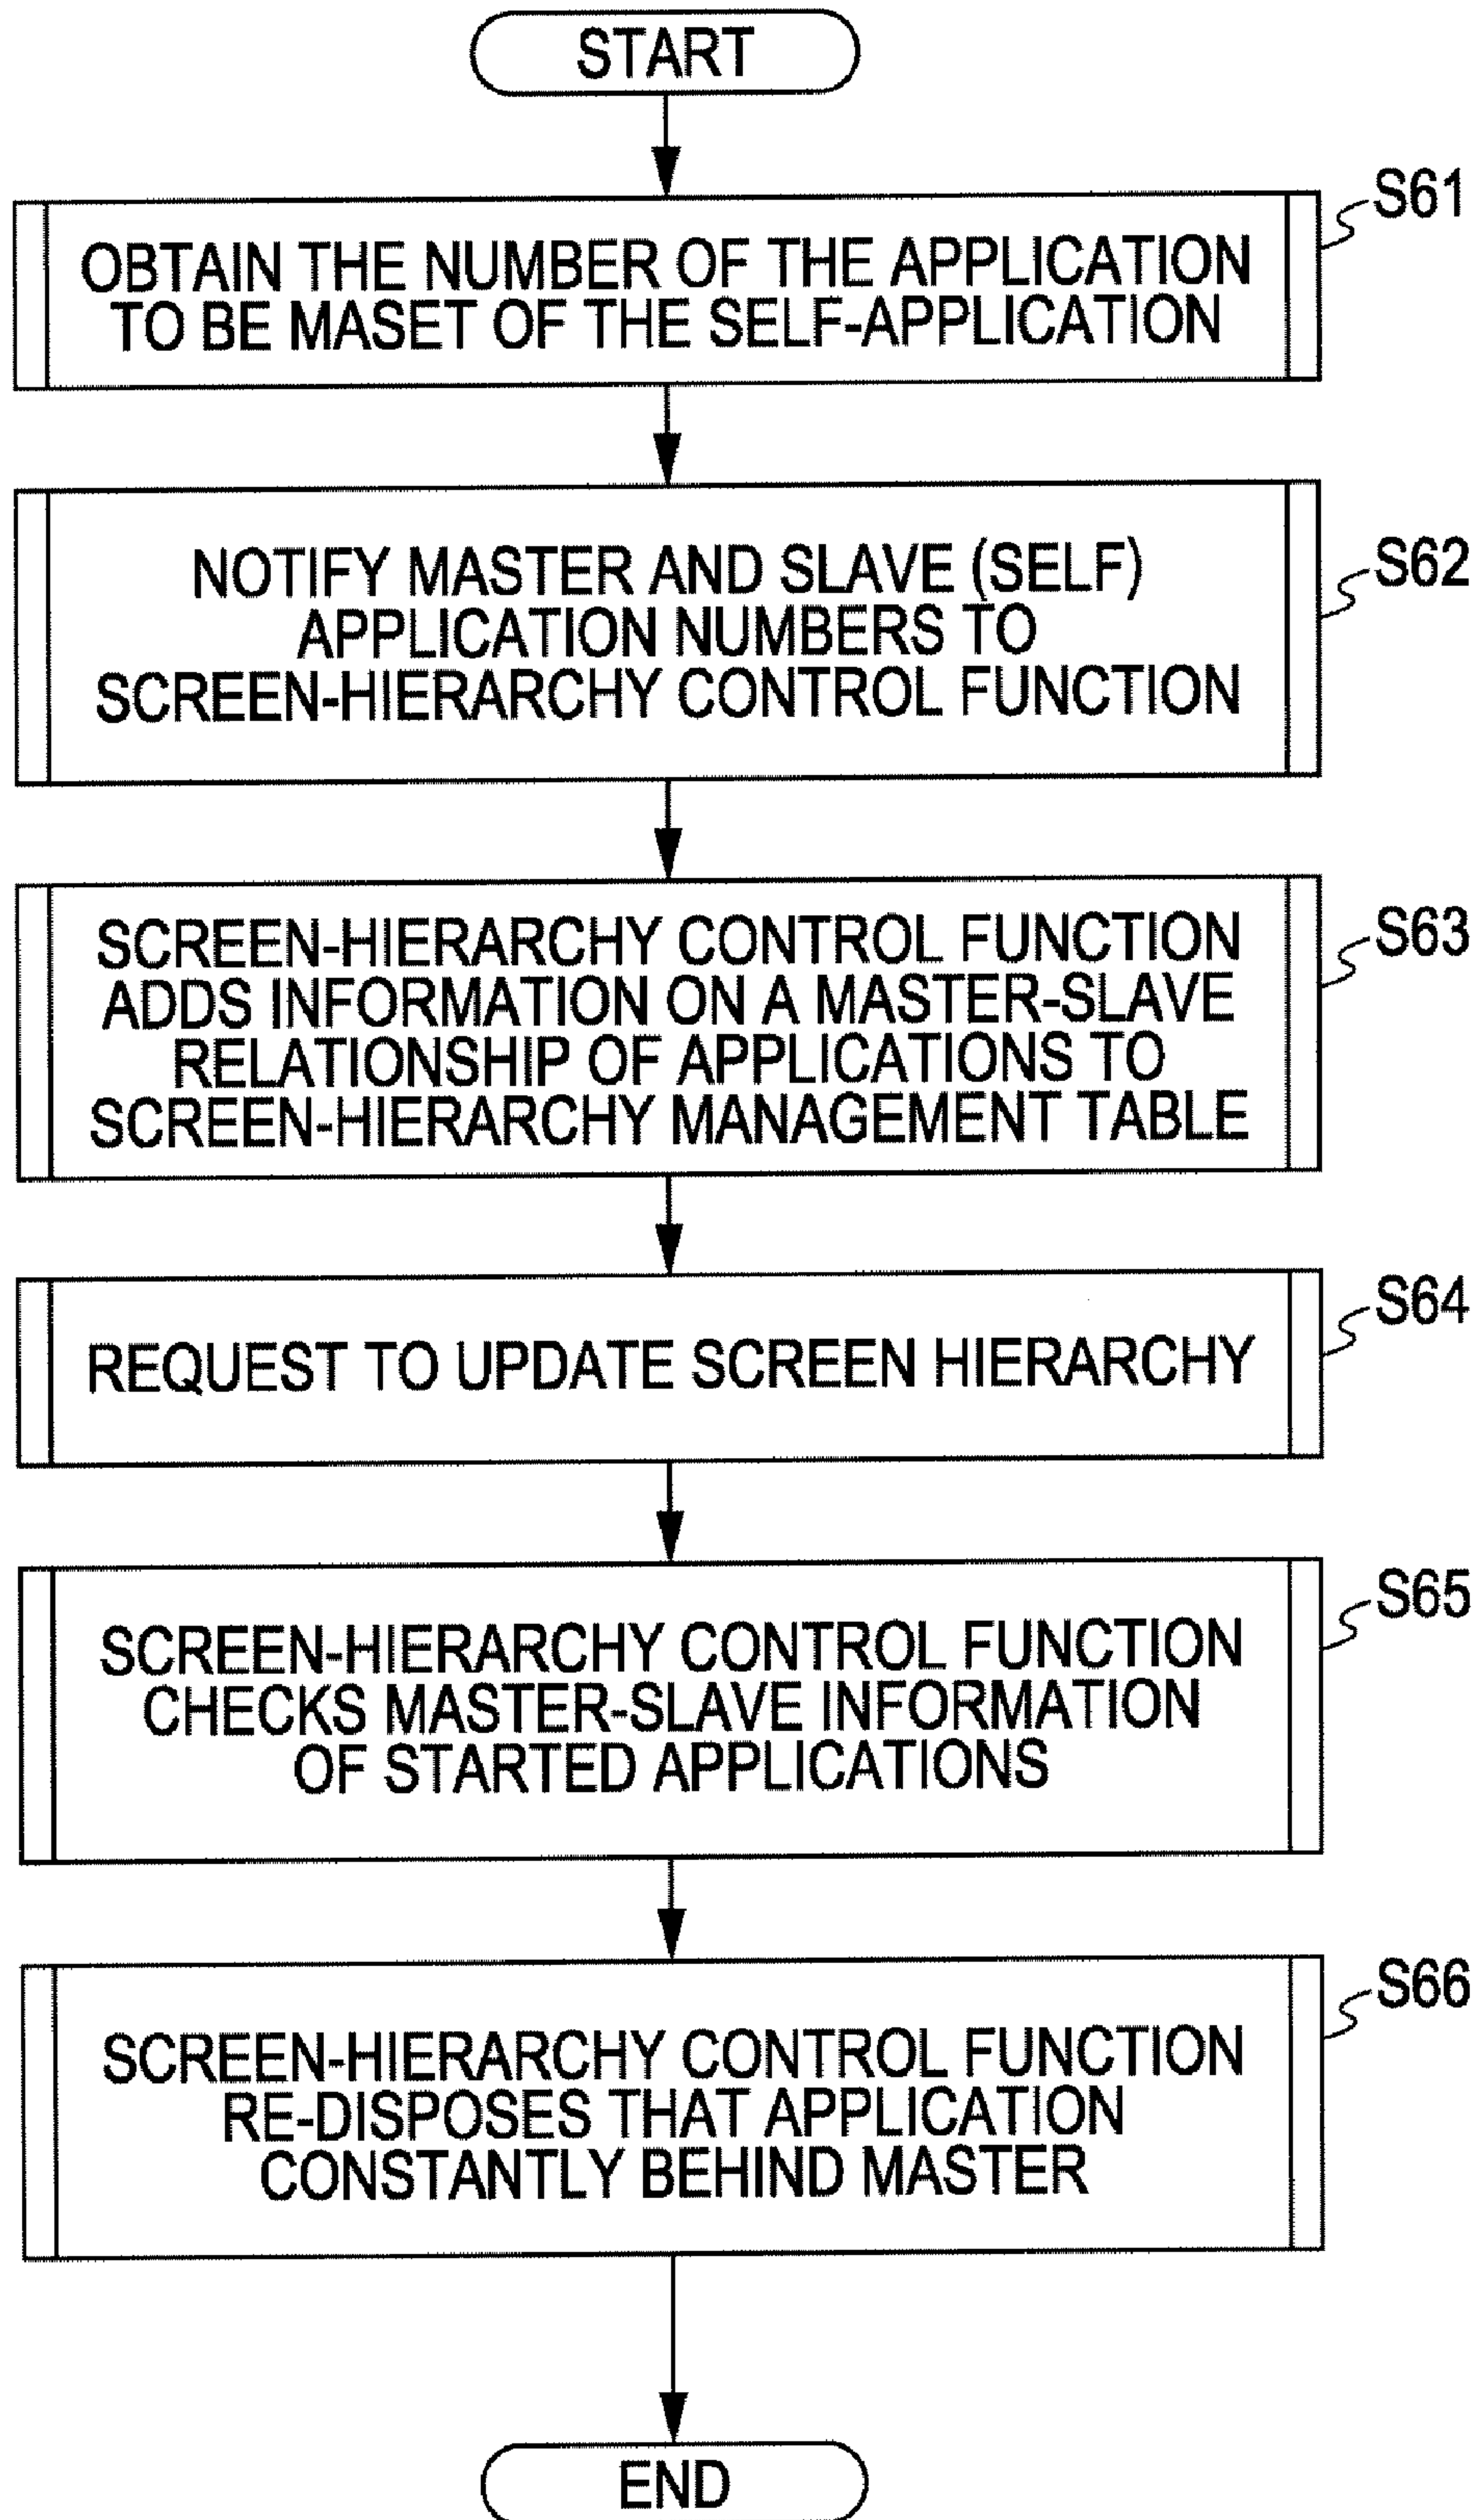 START
S61
OBTAIN THE NUMBER OF THE APPLICATION
TO BE MASET OF THE SELF-APPLICATION
S62
NOTIFY MASTER AND SLAVE (SELF)
APPLICATION NUMBERS TO
SCREEN-HIERARCHY CONTROL FUNCTION
S63
SCREEN-HIERARCHY CONTROL FUNCTION
ADDS INFORMATION ON A MASTER-SLAVE
RELATIONSHIP OF APPLICATIONS TO
SCREEN-HIERARCHY MANAGEMENT TABLE
S64
REQUEST TO UPDATE SCREEN HIERARCHY
S65
SCREEN-HIERARCHY CONTROL FUNCTION
CHECKS MASTER-SLAVE INFORMATION
OF STARTED APPLICATIONS
S66
SCREEN-HIERARCHY CONTROL FUNCTION
RE-DISPOSES THAT APPLICATION
CONSTANTLY BEHIND MASTER
END